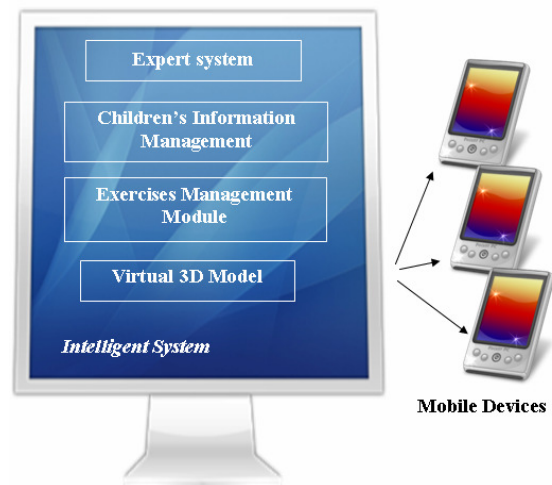 Expert system
Children's Information
Management
Exercises Management
Module
Virtual 3D Model
Intelligent System
Mobile Devices